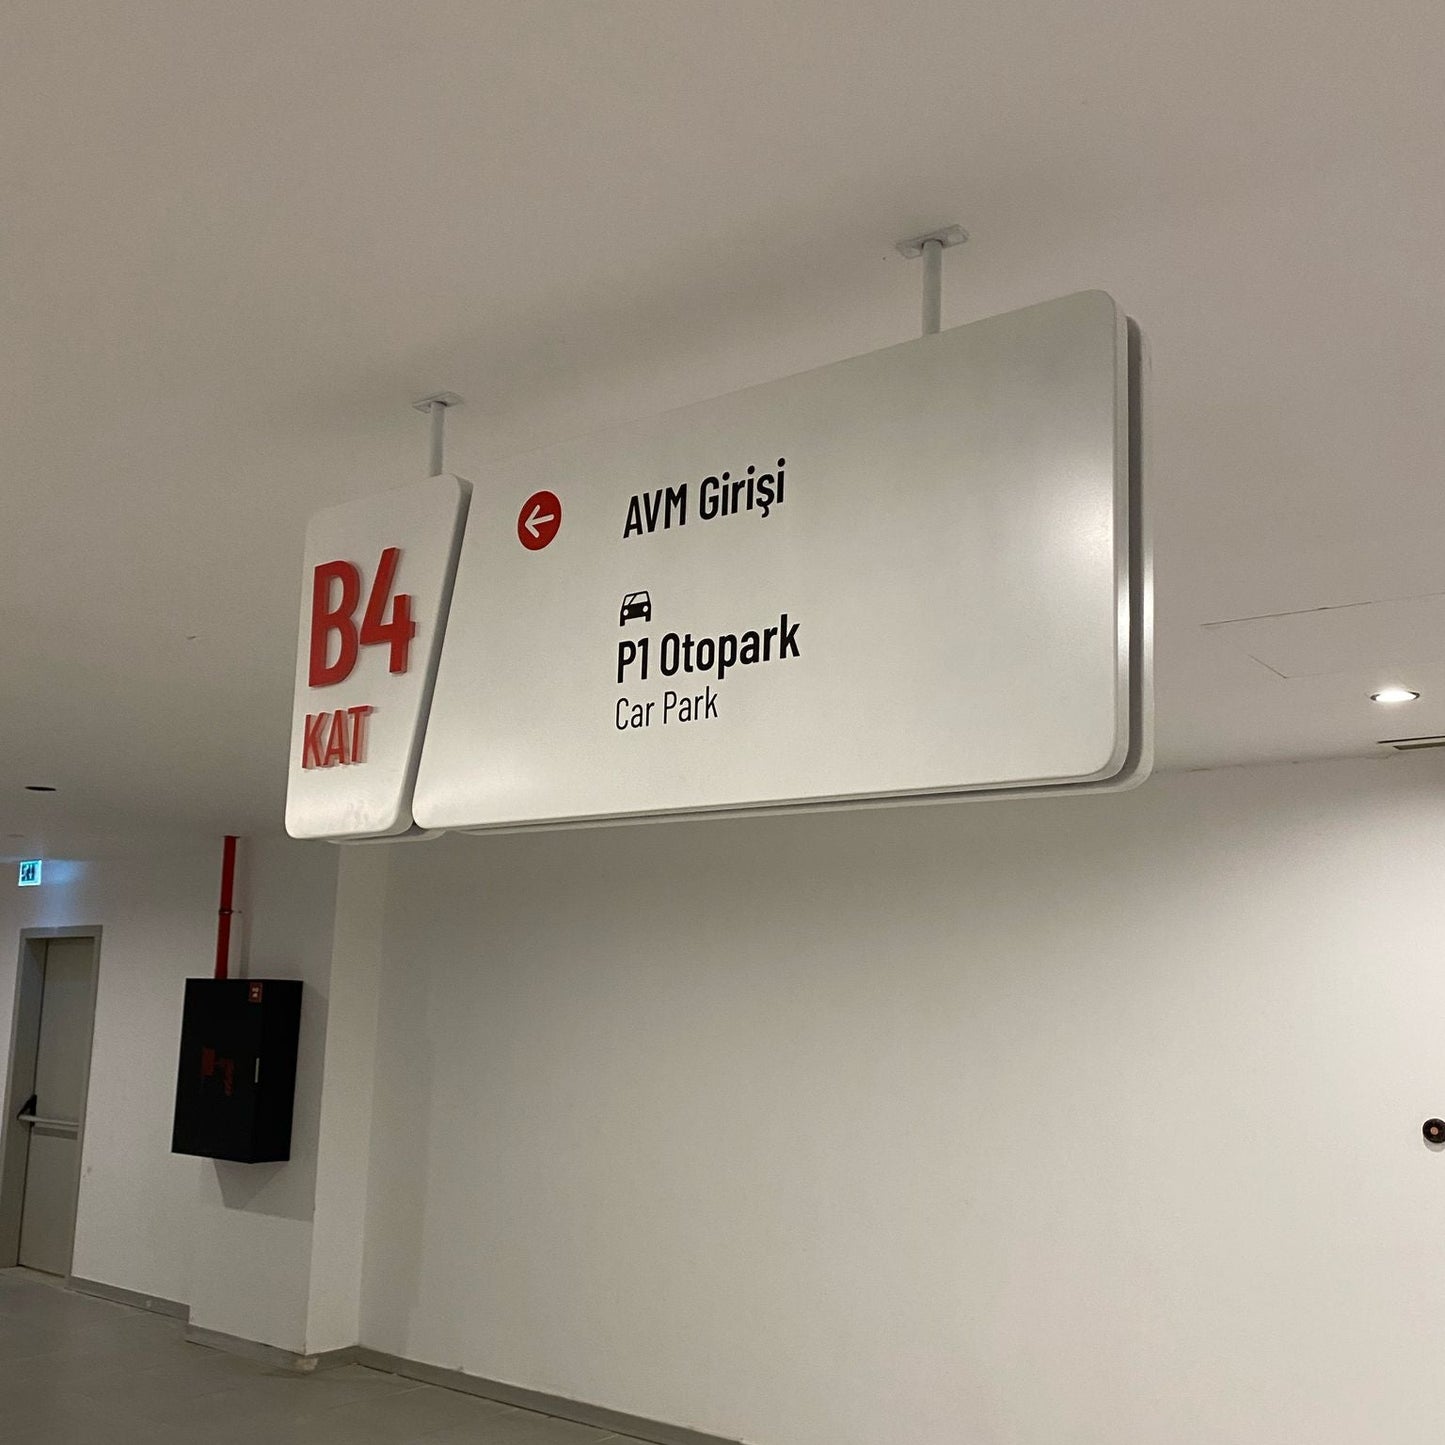 B4
KAT
AVM Girişi
P1 Otopark
Car Park